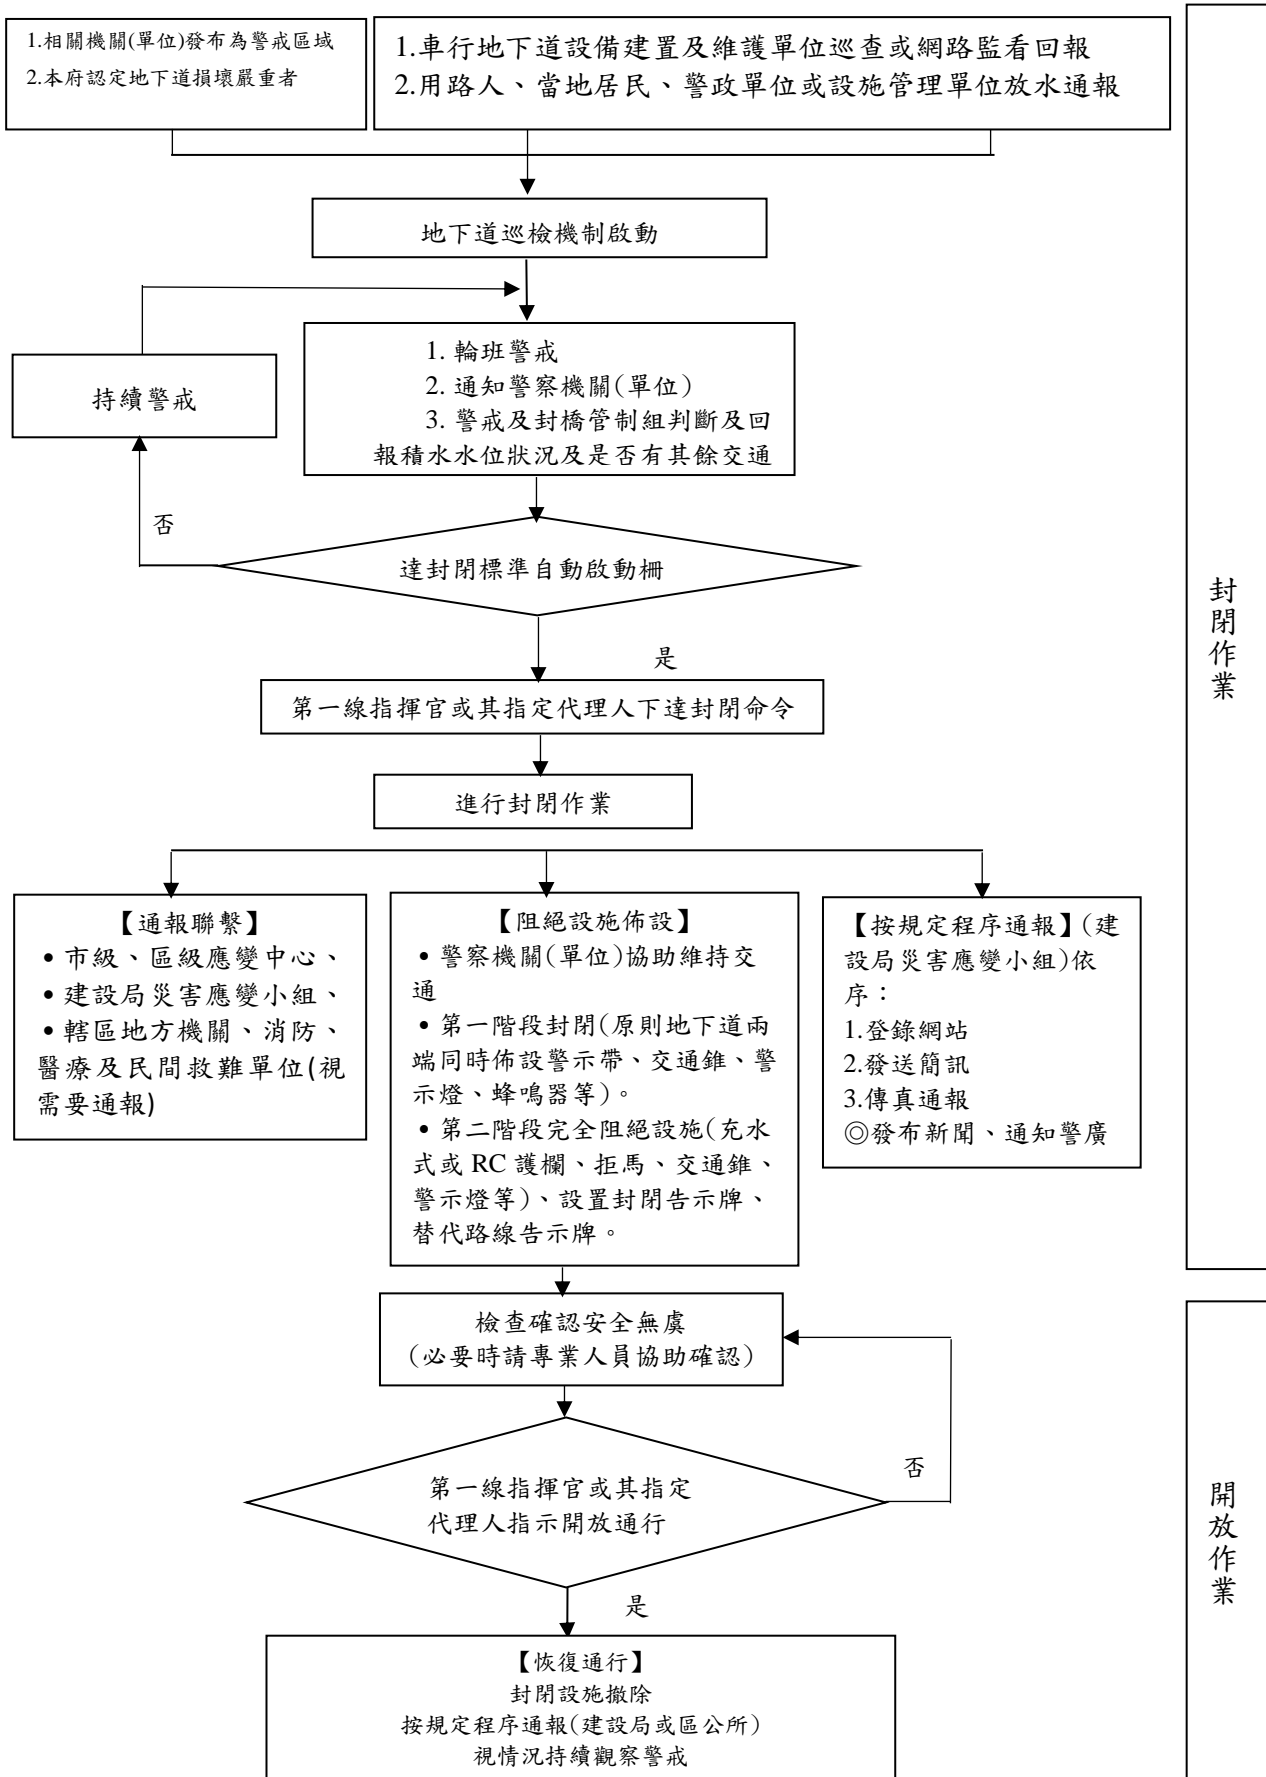 1.相關機關(單位)發布為警戒區域
2.本府認定地下道損壞嚴重者
1.車行地下道設備建置及維護單位巡查或網路監看回報
2.用路人、當地居民、警政單位或設施管理單位放水通報
地下道巡檢機制啟動
1. 輪班警戒
2. 通知警察機關(單位)
3. 警戒及封橋管制組判斷及回
報積水水位狀況及是否有其餘交通
持續警戒
否
達封閉標準自動啟動柵
是
第一線指揮官或其指定代理人下達封閉命令
進行封閉作業
【通報聯繫】
• 市級、區級應變中心、
• 建設局災害應變小組、
• 轄區地方機關、消防、
醫療及民間救難單位(視
需要通報)
【阻絕設施佈設】
• 警察機關(單位)協助維持交
通
• 第一階段封閉(原則地下道兩
端同時佈設警示帶、交通錐、警
示燈、蜂鳴器等)。
• 第二階段完全阻絕設施(充水
式或 RC 護欄、拒馬、交通錐、
警示燈等)、設置封閉告示牌、
替代路線告示牌。
【按規定程序通報】(建
設局災害應變小組)依
序：
1.登錄網站
2.發送簡訊
3.傳真通報
◎發布新聞、通知警廣
封閉作業
檢查確認安全無虞
(必要時請專業人員協助確認)
第一線指揮官或其指定
代理人指示開放通行
否
是
【恢復通行】
封閉設施撤除
按規定程序通報(建設局或區公所)
視情況持續觀察警戒
開放作業